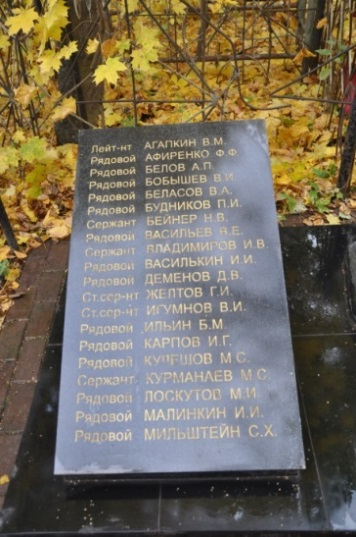 Лейт-нт АГАПКИН В.М.
Рядовой АФИРЕНКО Ф.Ф.
Рядовой БЕЛОВ А.П.
Рядовой БОБЫШЕВ В.И.
Рядовой БЕЛАСОВ В.А.
Рядовой БУДНИКОВ П.И.
Сержант БЕЙНЕР Н.В.
Рядовой ВАСИЛЬЕВ В.Е.
Сержант ВЛАДИМИРОВ И.В.
Рядовой ВАСИЛЬКИН И.И.
Рядовой ДЕМЕНОВ Д.В.
Ст.сер-нт ЖЕЛТОВ Г.И.
Ст.сер-нт ИГУМНОВ В.И.
Рядовой ИЛЬИН Б.М.
Рядовой КАРПОВ И.Г.
Рядовой КУЛЕШОВ М.С.
Сержант КУРМАНАЕВ М.С.
Рядовой ЛОСКУТОВ М.И.
Рядовой МАЛИНКИН И.И.
Рядовой МИЛЬШТЕЙН С.Х.